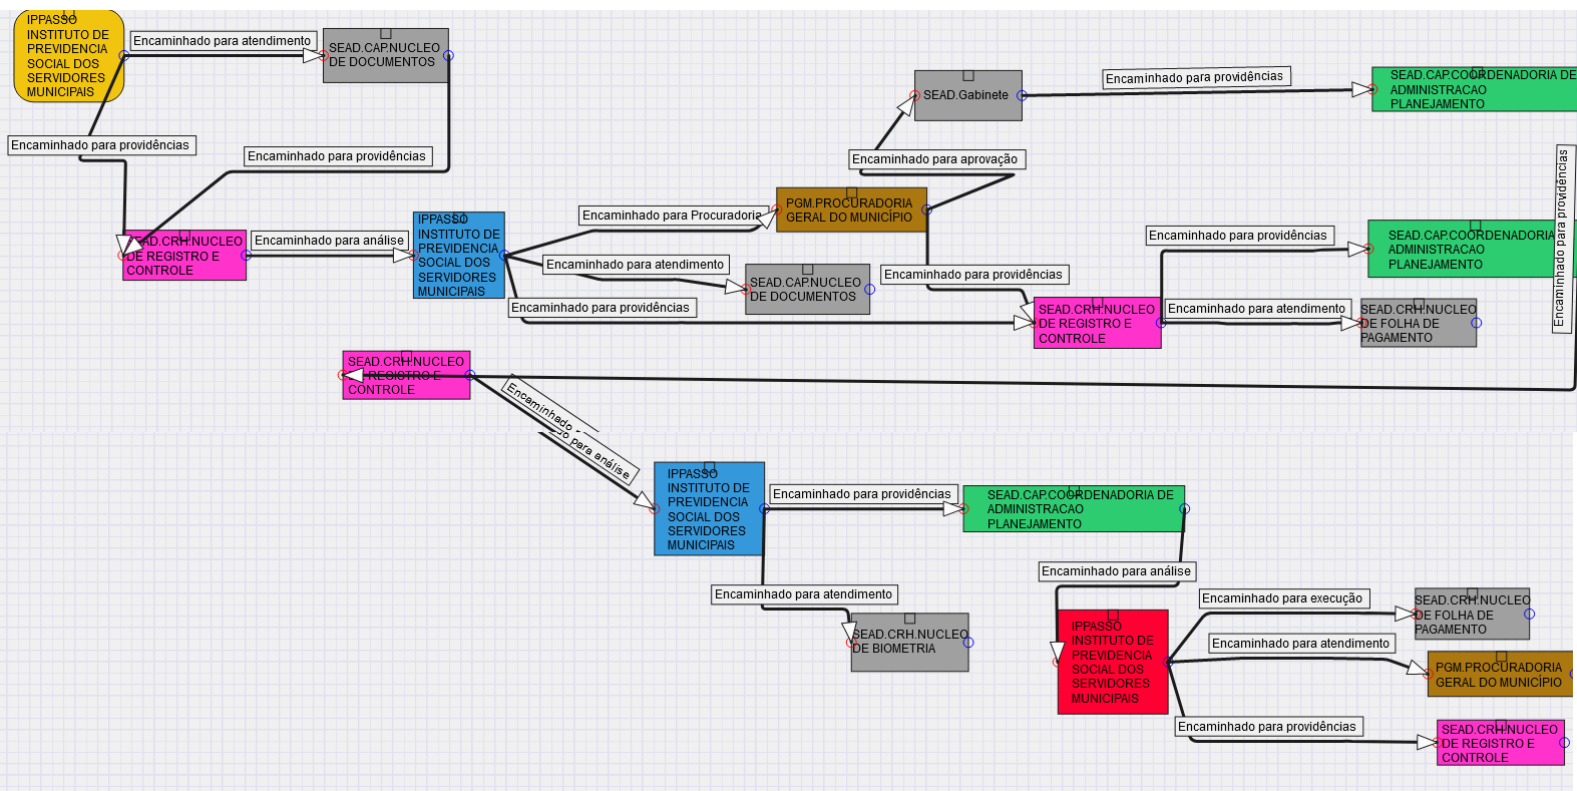 IPPASSO
INSTITUTO DE
PREVIDENCIA
SOCIAL DOS
SERVIDORES
MUNICIPAIS
Encaminhado para atendimento
SEAD.CAP.NUCLEO
DE DOCUMENTOS
Encaminhado para providências
Encaminhado para providências
SEAD.CRH.NUCLEO
DE REGISTRO E
CONTROLE
Encaminhado para análise
IPPASSO
INSTITUTO DE
PREVIDENCIA
SOCIAL DOS
SERVIDORES
MUNICIPAIS
Encaminhado para Procuradoria
Encaminhado para atendimento
Encaminhado para providências
PGM.PROCURADORIA
GERAL DO MUNICÍPIO
SEAD.CAP.NUCLEO
DE DOCUMENTOS
Encaminhado para aprovação
SEAD.Gabinete
Encaminhado para providências
SEAD.CAP.COORDENADORIA DE
ADMINISTRACAO
PLANEJAMENTO
Encaminhado para providências
SEAD.CRH.NUCLEO
DE REGISTRO E
CONTROLE
Encaminhado para providências
SEAD.CAP.COORDENADORIA
ADMINISTRACAO
PLANEJAMENTO
Encaminhado para atendimento
SEAD.CRH.NUCLEO
DE FOLHA DE
PAGAMENTO
Encaminhado para providências
SEAD.CRH.NUCLEO
DE REGISTRO E
CONTROLE
Encaminhado
para análise
IPPASSO
INSTITUTO DE
PREVIDENCIA
SOCIAL DOS
SERVIDORES
MUNICIPAIS
Encaminhado para providências
SEAD.CAP.COORDENADORIA DE
ADMINISTRACAO
PLANEJAMENTO
Encaminhado para atendimento
SEAD.CRH.NUCLEO
DE BIOMETRIA
Encaminhado para análise
IPPASSO
INSTITUTO DE
PREVIDENCIA
SOCIAL DOS
SERVIDORES
MUNICIPAIS
Encaminhado para execução
SEAD.CRH.NUCLEO
DE FOLHA DE
PAGAMENTO
Encaminhado para atendimento
PGM.PROCURADORIA
GERAL DO MUNICÍPIO
Encaminhado para providências
SEAD.CRH.NUCLEO
DE REGISTRO E
CONTROLE